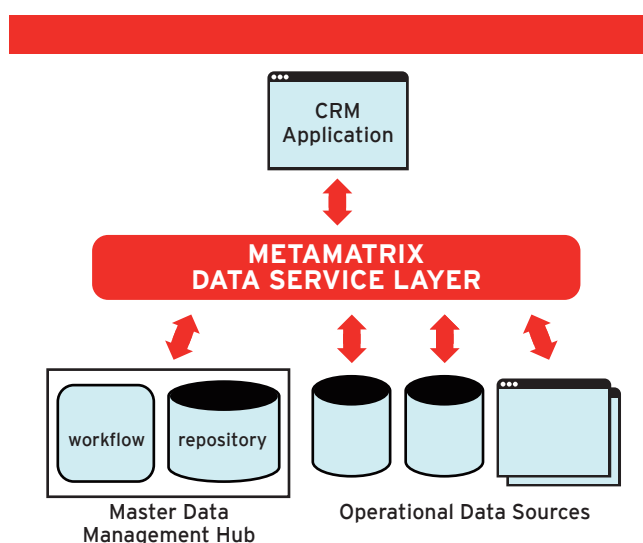 CRM
Application
METAMATRIX
DATA SERVICE LAYER
workflow
repository
Master Data
Management Hub
Operational Data Sources